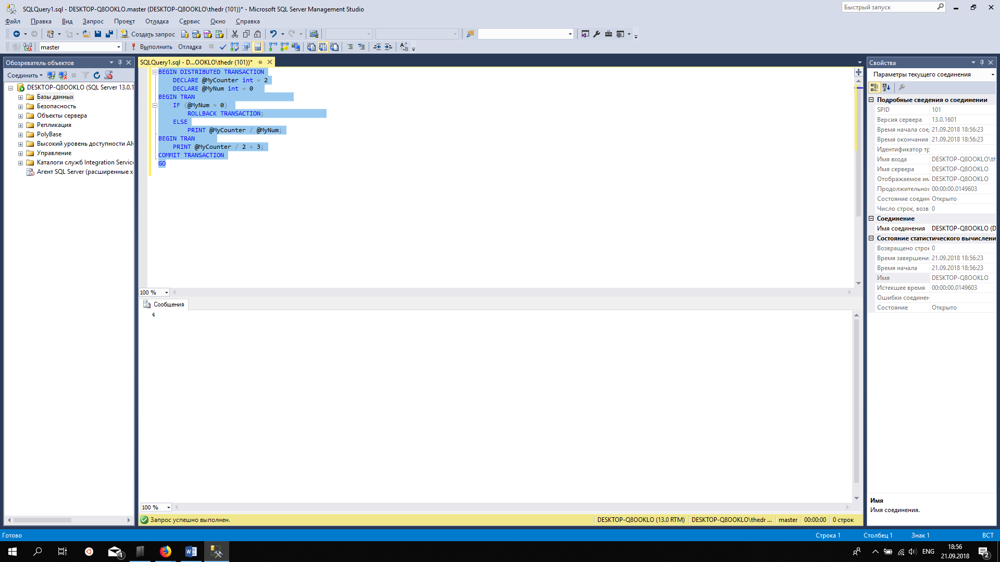 SQLQuery1.sql - DESKTOP-Q8OOKLO.master (DESKTOP-Q8OOKLO\thedr (101))* - Microsoft SQL Server Management Studio
Быстрый запуск
Файл Правка Вид Запрос Проект Отладка Сервис Окно Справка
Создать запрос
master
Выполнить Отладка
Обозреватель объектов
Соединить
DESKTOP-Q8OOKLO (SQL Server 13.0.1
Базы данных
Безопасность
Объекты сервера
Репликация
PolyBase
Высокий уровень доступности Al
Управление
Каталоги служб Integration Servic
Агент SQL Server (расширенные х
SQLQuery1.sql - D...OOKLO\thedr (101))*
BEGIN DISTRIBUTED TRANSACTION
DECLARE @MyCounter int = 2
DECLARE @MyNum int = 0
BEGIN TRAN
IF (@MyNum = 0)
ROLLBACK TRANSACTION;
ELSE
PRINT @MyCounter / @MyNum;
BEGIN TRAN
PRINT @MyCounter / 2 + 3;
COMMIT TRANSACTION
GO
100 %
Сообщения
4
100 %
Запрос успешно выполнен.
DESKTOP-Q8OOKLO (13.0 RTM) DESKTOP-Q8OOKLO\thedr ... master 00:00:00 0 строк
Свойства
Параметры текущего соединения
Подробные сведения о соединении
SPID 101
Версия сервера 13.0.1601
Время начала сое, 21.09.2018 18:56:23
Время окончания 21.09.2018 18:56:23
Идентификатор тр
Имя входа DESKTOP-Q8OOKLO\th
Имя сервера DESKTOP-Q8OOKLO
Отображаемое им DESKTOP-Q8OOKLO
Продолжительнос 00:00:00.0149603
Состояние соедин Открыто
Число строк, возв 0
Соединение
Имя соединения DESKTOP-Q8OOKLO (D
Состояние статистического вычислени
Возвращено строк 0
Время завершени 21.09.2018 18:56:23
Время начала 21.09.2018 18:56:23
Имя DESKTOP-Q8OOKLO
Истекшее время 00:00:00.0149603
Ошибки соединен
Состояние Открыто
Имя
Имя соединения.
Готово
Строка 1 Столбец 1 Знак 1 ВСТ
1
ENG
18:56
21.09.2018
2